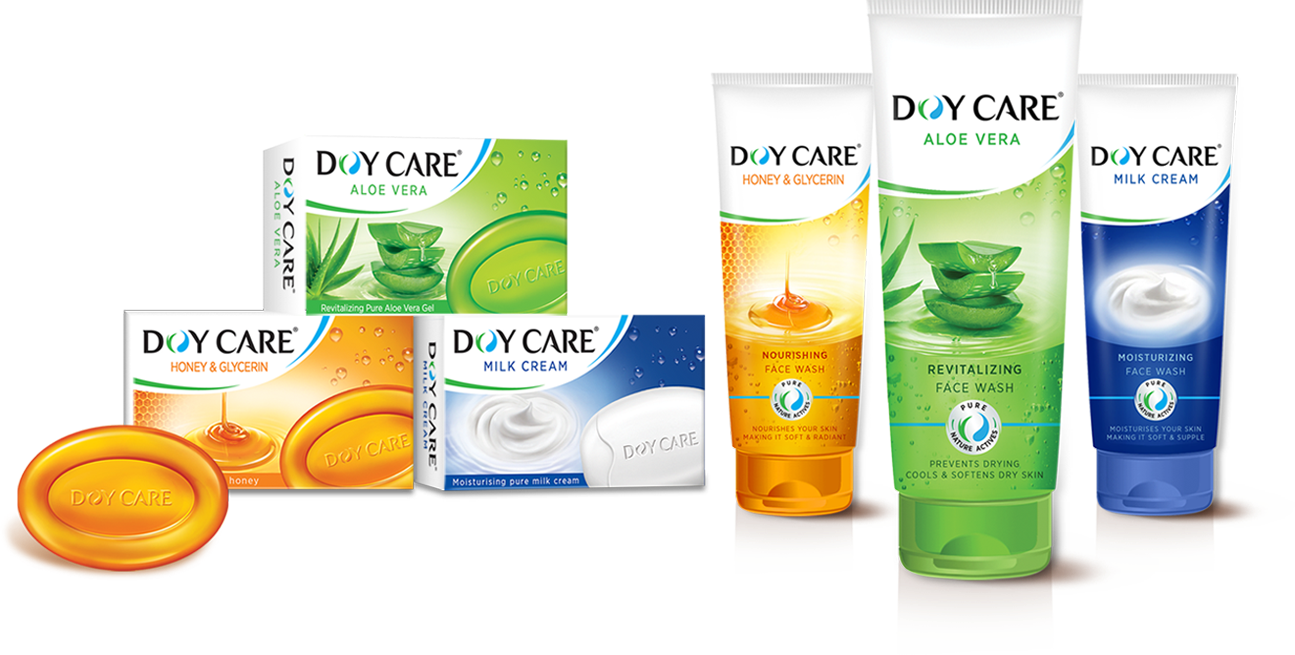 DOY CARE®
ALOE VERA
DOY CARE®
ALOE VERA
DOY CARE
Revitalizing Pure Aloe Vera Gel
DOY CARE®
HONEY & GLYCERIN
DOY CARE
honey
DOY CARE
DOY CARE®
MILK CREAM
DOY CARE®
MILK CREAM
DOY CARE
Moisturising pure milk cream
DOY CARE®
HONEY & GLYCERIN
NOURISHING
FACE WASH
PURE
NATURE ACTIVES
NOURISHES YOUR SKIN
MAKING IT SOFT & RADIANT
DOY CARE®
ALOE VERA
REVITALIZING
FACE WASH
PURE
NATURE ACTIVES
PREVENTS DRYING
COOLS & SOFTENS DRY SKIN
DOY CARE®
MILK CREAM
MOISTURIZING
FACE WASH
PURE
NATURE ACTIVES
MOISTURISES YOUR SKIN
MAKING IT SOFT & SUPPLE